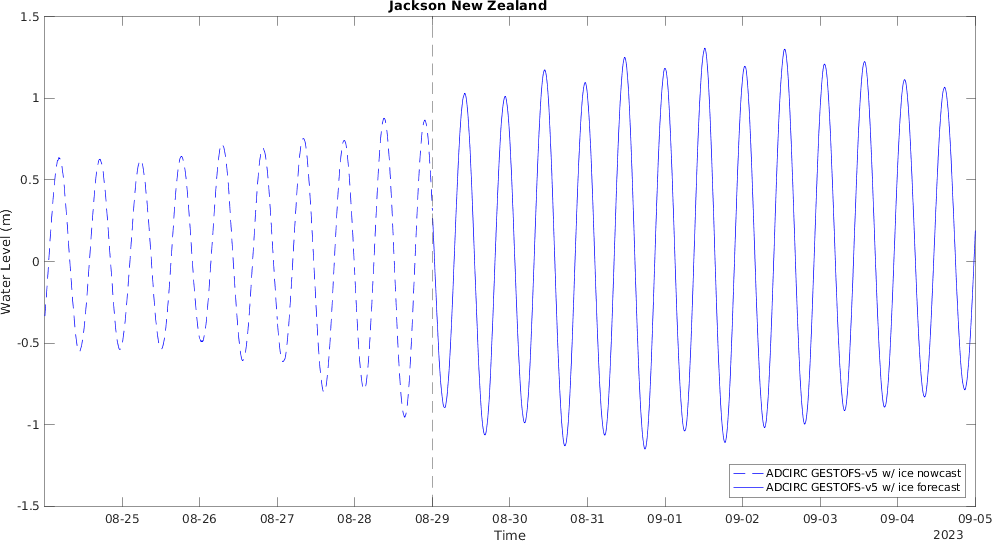 Jackson New Zealand
1.5
1
0.5
0
-0.5
-1
-1.5
Water Level (m)
ADCIRC GESTOFS-v5 w/ ice nowcast
ADCIRC GESTOFS-v5 w/ ice forecast
08-25 08-26 08-27 08-28 08-29 08-30 08-31 09-01 09-02 09-03 09-04 09-05
Time
2023